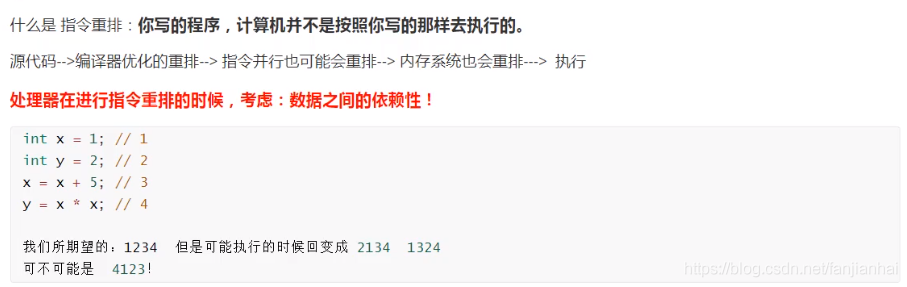 什么是 指令重排：你写的程序，计算机并不是按照你写的那样去执行的。
源代码-->编译器优化的重排--> 指令并行也可能会重排--> 内存系统也会重排---> 执行
处理器在进行指令重排的时候，考虑：数据之间的依赖性！
int x = 1; // 1
int y = 2; // 2
x = x + 5; // 3
y = x * x; // 4
我们所期望的：1234 但是可能执行的时候回变成 2134 1324
可不可能是 4123!
https://blog.csdn.net/fanjianhai